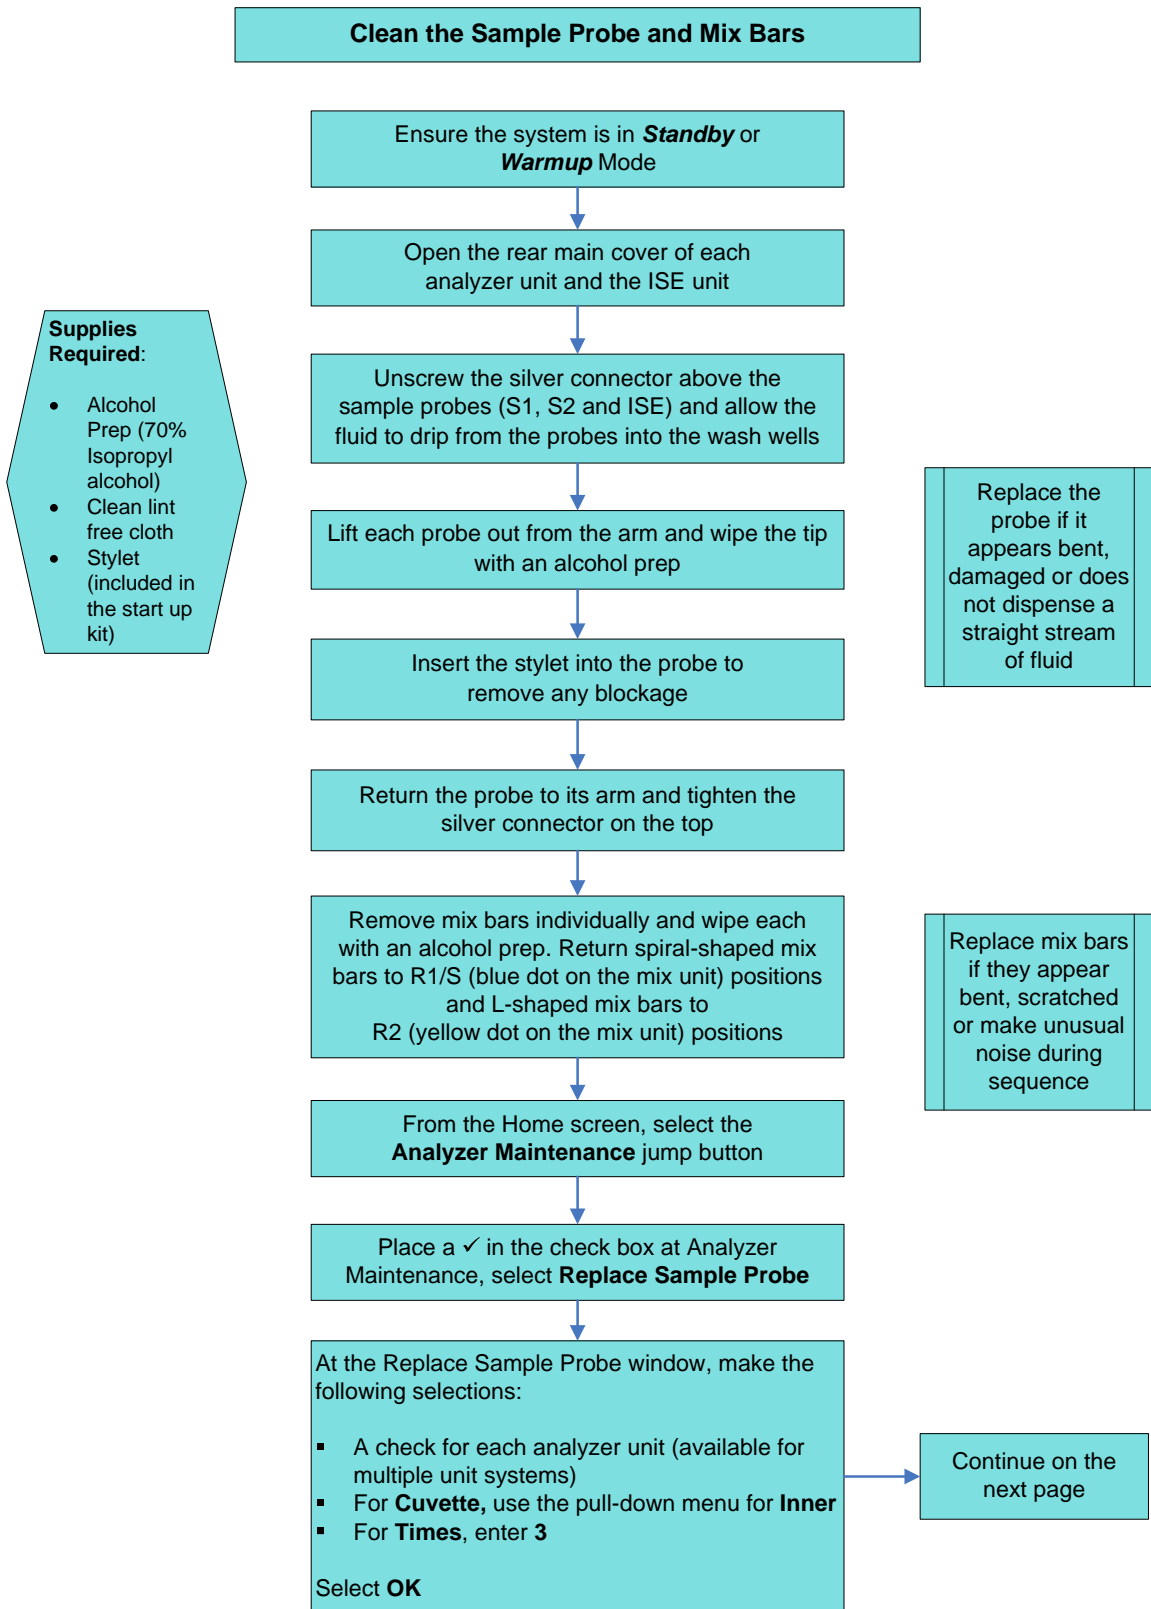 Clean the Sample Probe and Mix Bars
Ensure the system is in Standby or
Warmup Mode
Open the rear main cover of each
analyzer unit and the ISE unit
Supplies
Required:
● Alcohol
Prep (70%
Isopropyl
alcohol)
● Clean lint
free cloth
● Stylet
(included in
the start up
kit)
Unscrew the silver connector above the
sample probes (S1, S2 and ISE) and allow the
fluid to drip from the probes into the wash wells
Lift each probe out from the arm and wipe the tip
with an alcohol prep
Replace the
probe if it
appears bent,
damaged or does
not dispense a
straight stream
of fluid
Insert the stylet into the probe to
remove any blockage
Return the probe to its arm and tighten the
silver connector on the top
Remove mix bars individually and wipe each
with an alcohol prep. Return spiral-shaped mix
bars to R1/S (blue dot on the mix unit) positions
and L-shaped mix bars to
R2 (yellow dot on the mix unit) positions
Replace mix bars
if they appear
bent, scratched
or make unusual
noise during
sequence
From the Home screen, select the
Analyzer Maintenance jump button
Place a ✓ in the check box at Analyzer
Maintenance, select Replace Sample Probe
At the Replace Sample Probe window, make the
following selections:
▪ A check for each analyzer unit (available for
multiple unit systems)
▪ For Cuvette, use the pull-down menu for Inner
▪ For Times, enter 3
Select OK
Continue on the
next page